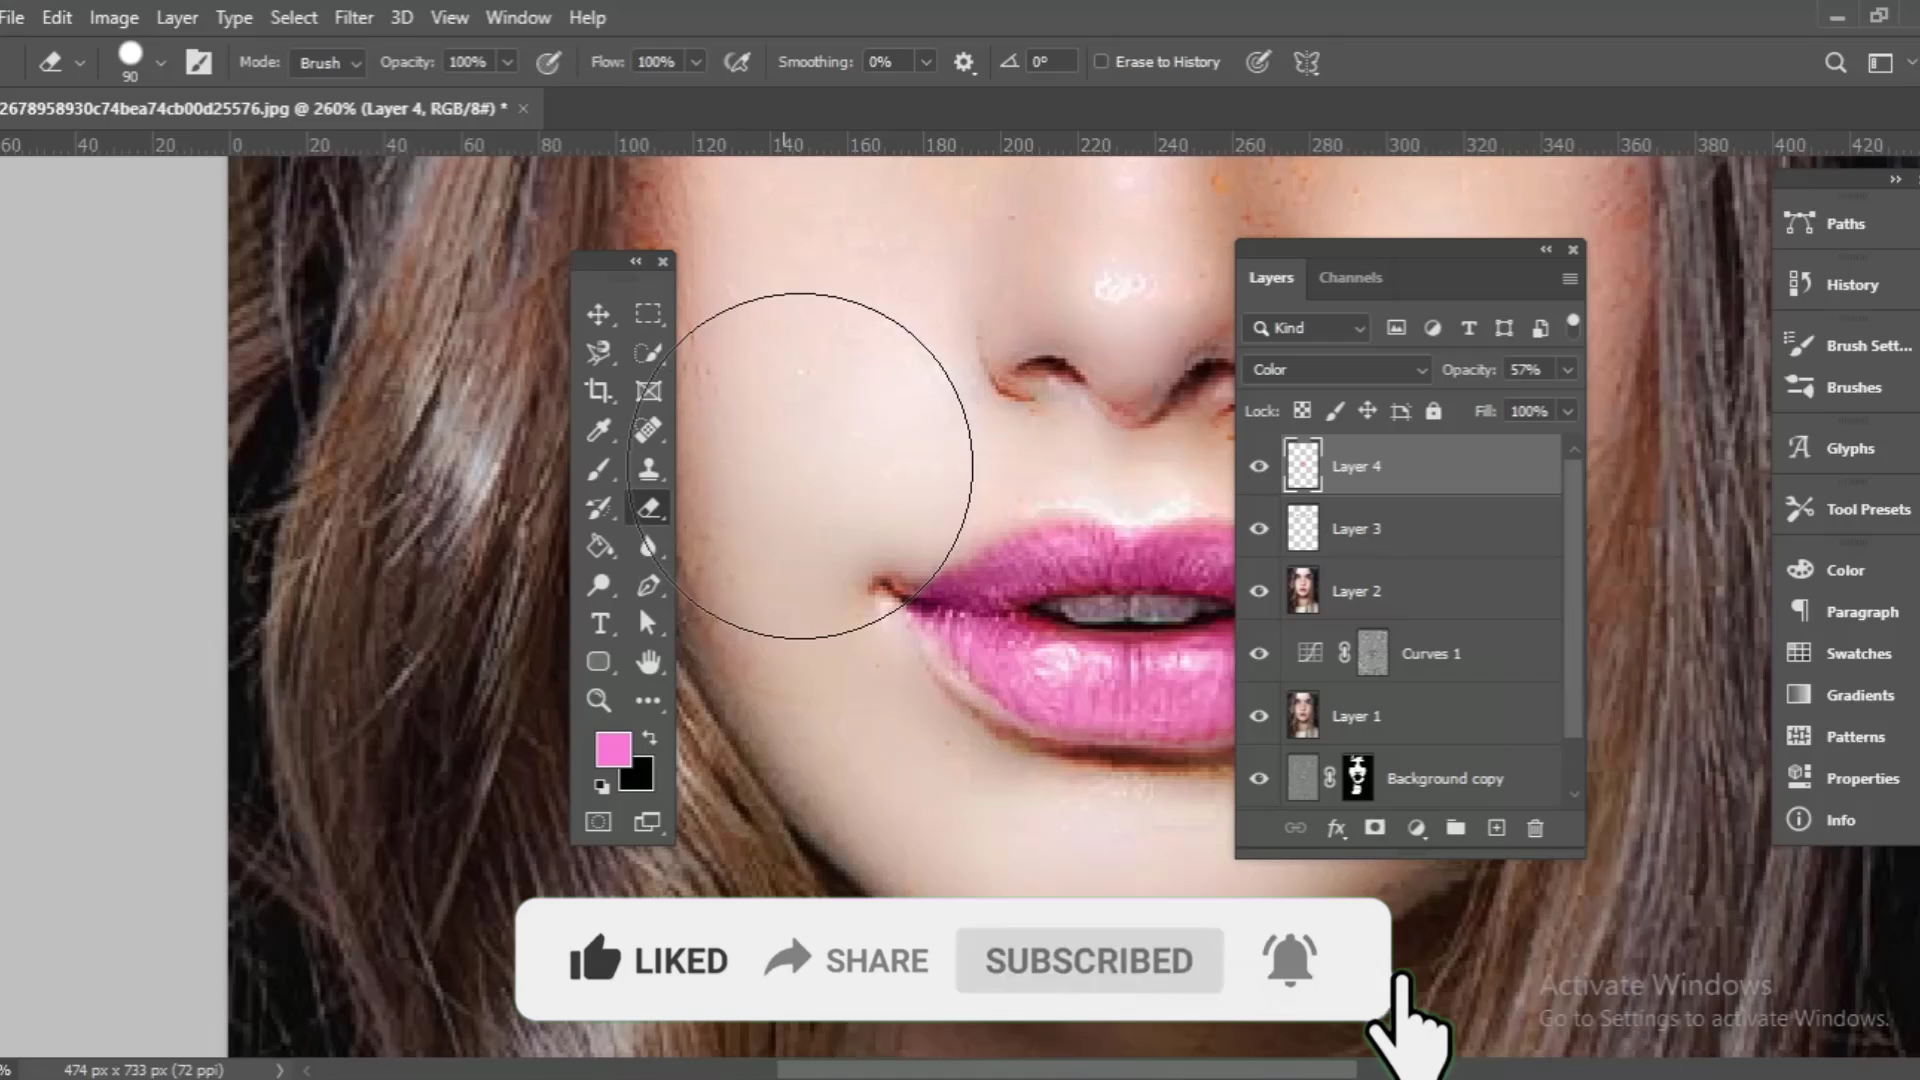 File Edit Image Layer Type Select Filter 3D View Window Help
90 Mode: Brush Opacity: 100% Flow: 100% Smoothing: 0% 0° Erase to History
2678958930c74bea74cb00d25576.jpg @ 260% (Layer 4, RGB/8#) *
60 40 20 0 20 40 60 80 100 120 140 160 180 200 220 240 260 280 300 320 340 360 380 400 420
Paths
History
Brush Sett...
Brushes
Glyphs
Tool Presets
Color
Paragraph
Swatches
Gradients
Patterns
Properties
Info
Layers Channels
Kind
Color Opacity: 57%
Lock: Fill: 100%
Layer 4
Layer 3
Layer 2
Curves 1
Layer 1
Background copy
fx
LIKED SHARE SUBSCRIBED
Activate Windows
Go to Settings to activate Windows.
% 474 px x 733 px (72 ppi)